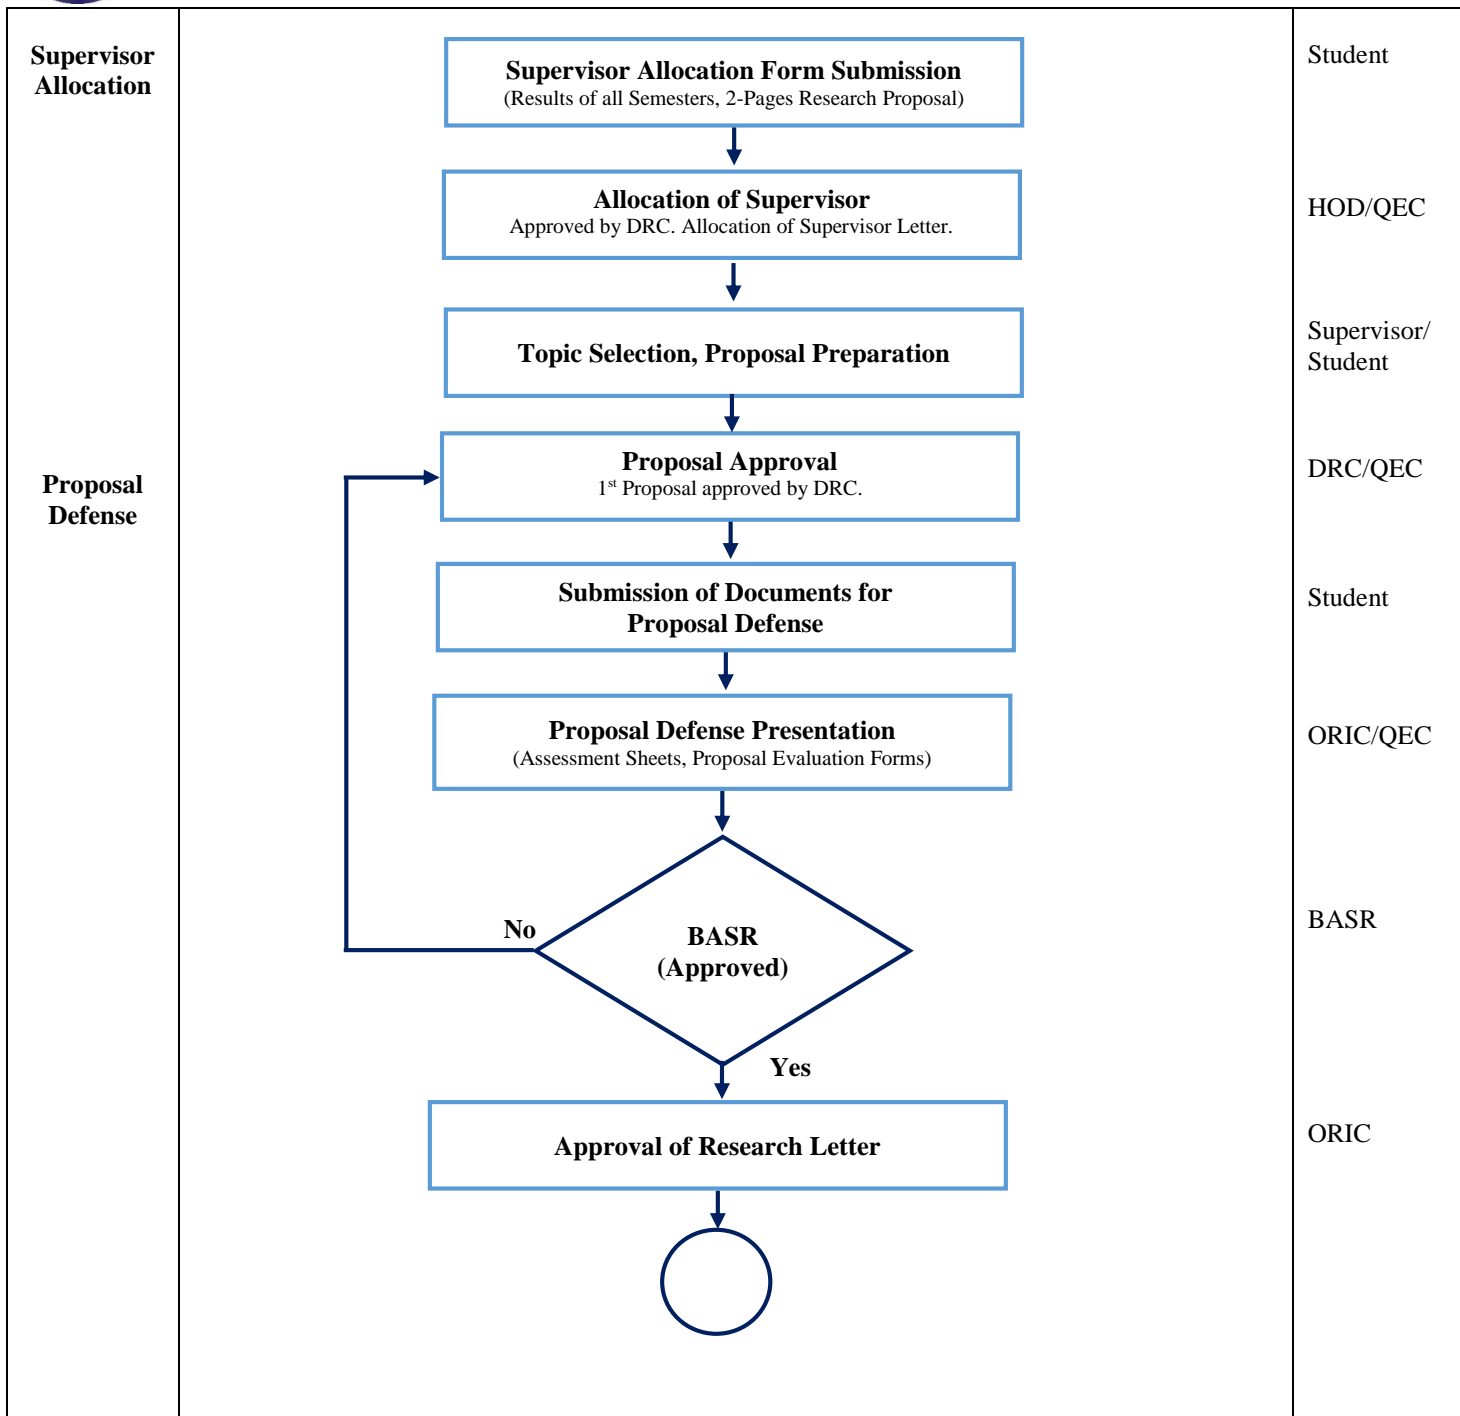 Supervisor
Allocation
Supervisor Allocation Form Submission
(Results of all Semesters, 2-Pages Research Proposal)
Student
Allocation of Supervisor
Approved by DRC. Allocation of Supervisor Letter.
HOD/QEC
Topic Selection, Proposal Preparation
Supervisor/
Student
Proposal
Defense
Proposal Approval
1st Proposal approved by DRC.
DRC/QEC
Submission of Documents for
Proposal Defense
Student
Proposal Defense Presentation
(Assessment Sheets, Proposal Evaluation Forms)
ORIC/QEC
No
BASR
(Approved)
BASR
Yes
Approval of Research Letter
ORIC